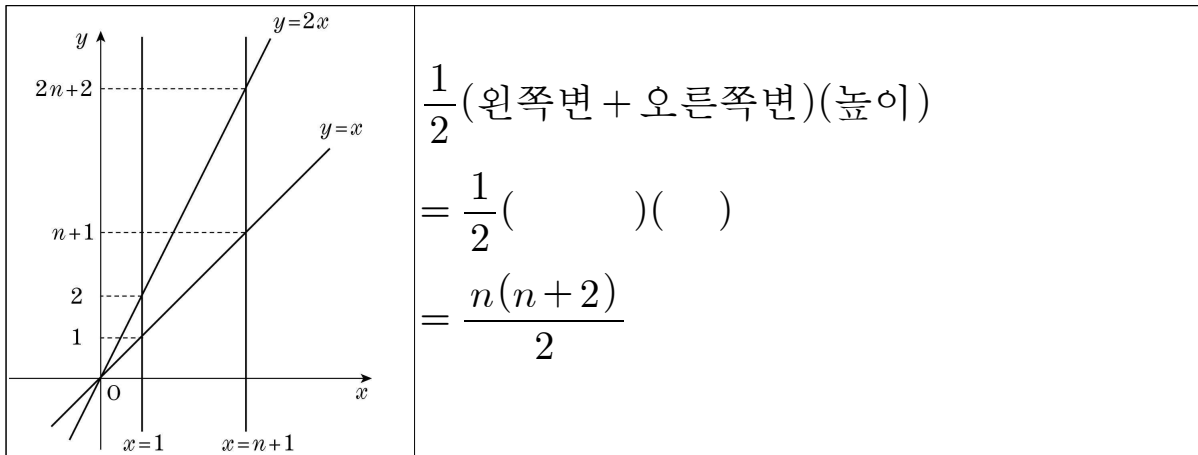 y=2x
y
2n+2
y=x
n+1
2
1
O
x
x=1
x=n+1
1/2(왼쪽변+오른쪽변)(높이)
= 1/2(            )(    )
= n(n+2)/2